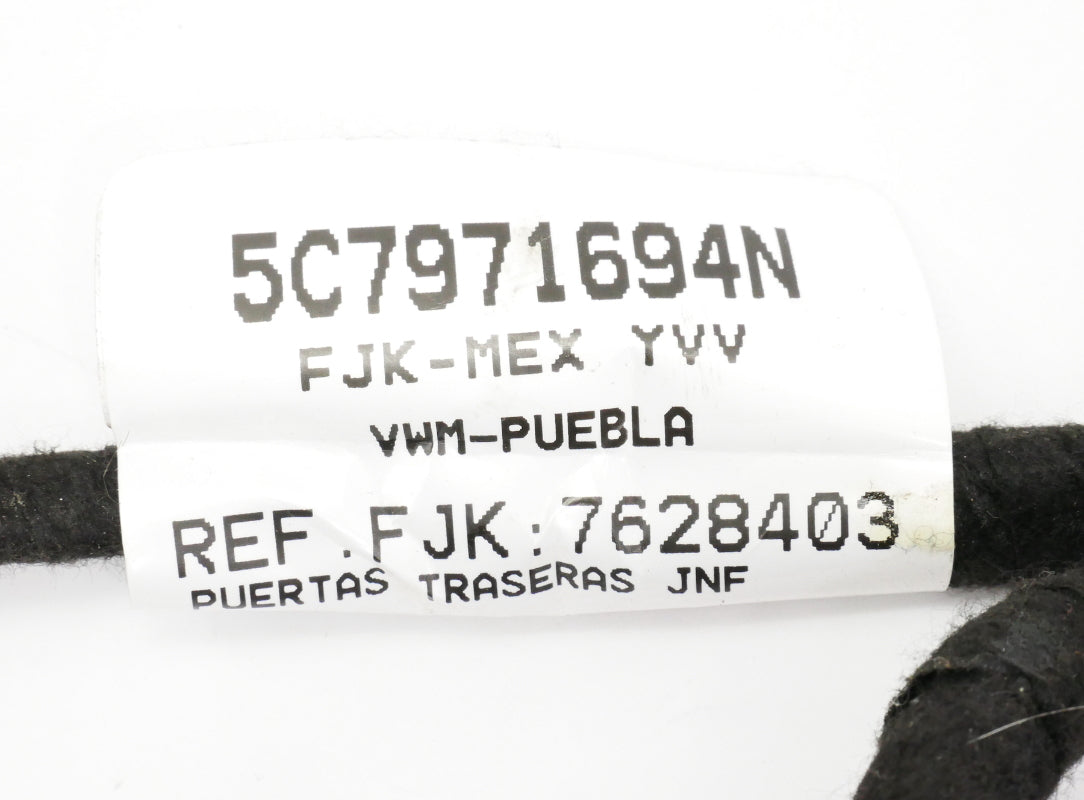 5C7971694N
FJK-MEX YVV
VWM-PUEBLA
REF.FJK:7628403
PUERTAS TRASERAS JNF